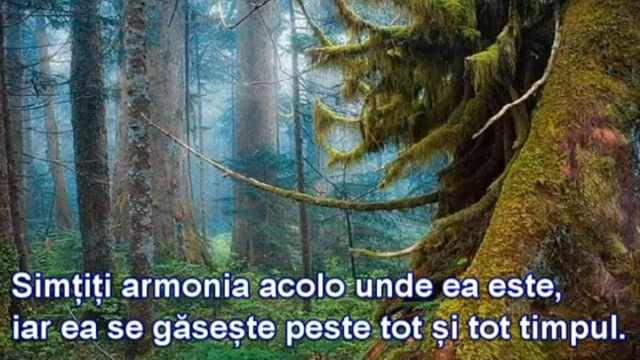 Simțiți armonia acolo unde ea este,
iar ea se găsește peste tot și tot timpul.